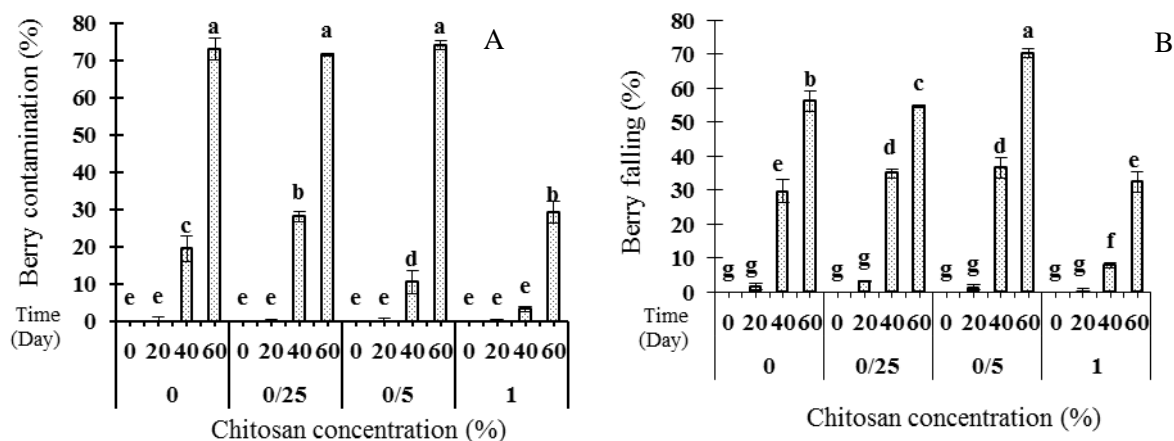 A
Berry contamination (%)
80
70
60
50
40
30
20
10
0
e e c a e e b a e e d a e e e b
Time
(Day)
0 20 40 60 0 20 40 60 0 20 40 60 0 20 40 60
0 0/25 0/5 1
Chitosan concentration (%)
B
Berry falling (%)
80
70
60
50
40
30
20
10
0
g g e b g g d c g g d a g g f e
Time
(Day)
0 20 40 60 0 20 40 60 0 20 40 60 0 20 40 60
0 0/25 0/5 1
Chitosan concentration (%)